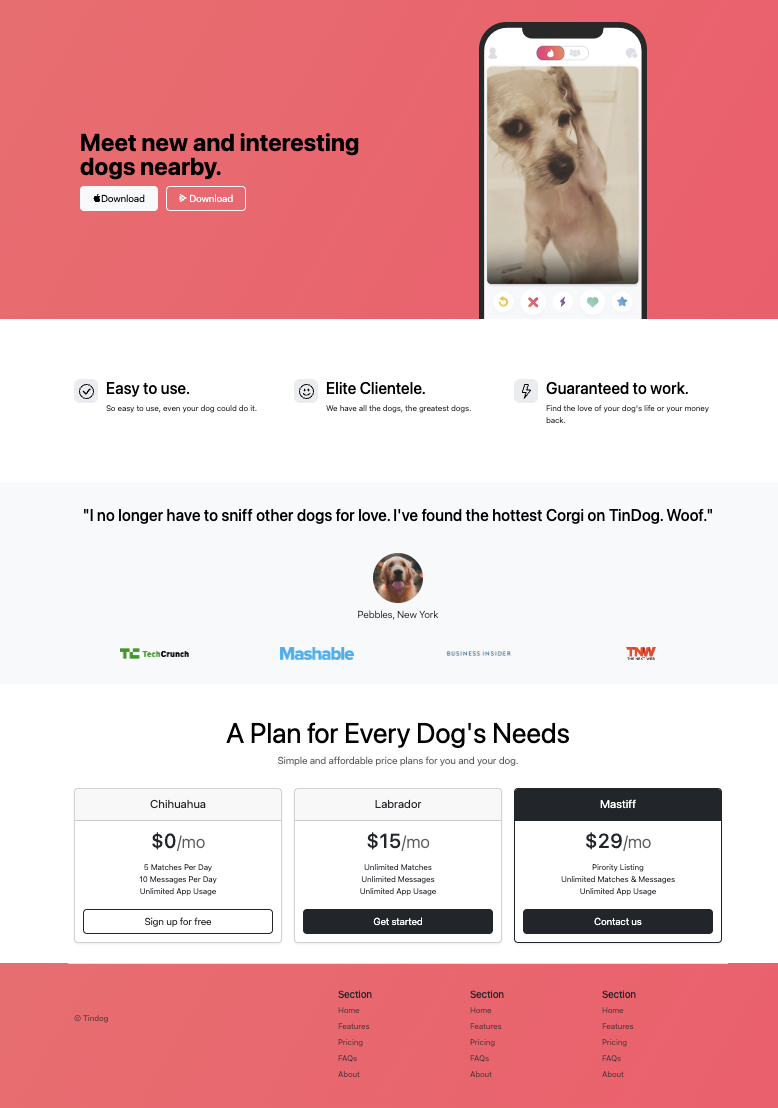 Meet new and interesting
dogs nearby.
Download
Download
Easy to use.
So easy to use, even your dog could do it.
Elite Clientele.
We have all the dogs, the greatest dogs.
Guaranteed to work.
Find the love of your dog's life or your money
back.
"I no longer have to sniff other dogs for love. I've found the hottest Corgi on TinDog. Woof."
Pebbles, New York
TC TechCrunch
Mashable
BUSINESS INSIDER
TNW
THE NEXT WEB
A Plan for Every Dog's Needs
Simple and affordable price plans for you and your dog.
Chihuahua
$0/mo
5 Matches Per Day
10 Messages Per Day
Unlimited App Usage
Sign up for free
Labrador
$15/mo
Unlimited Matches
Unlimited Messages
Unlimited App Usage
Get started
Mastiff
$29/mo
Pirority Listing
Unlimited Matches & Messages
Unlimited App Usage
Contact us
© Tindog
Section
Home
Features
Pricing
FAQs
About
Section
Home
Features
Pricing
FAQs
About
Section
Home
Features
Pricing
FAQs
About